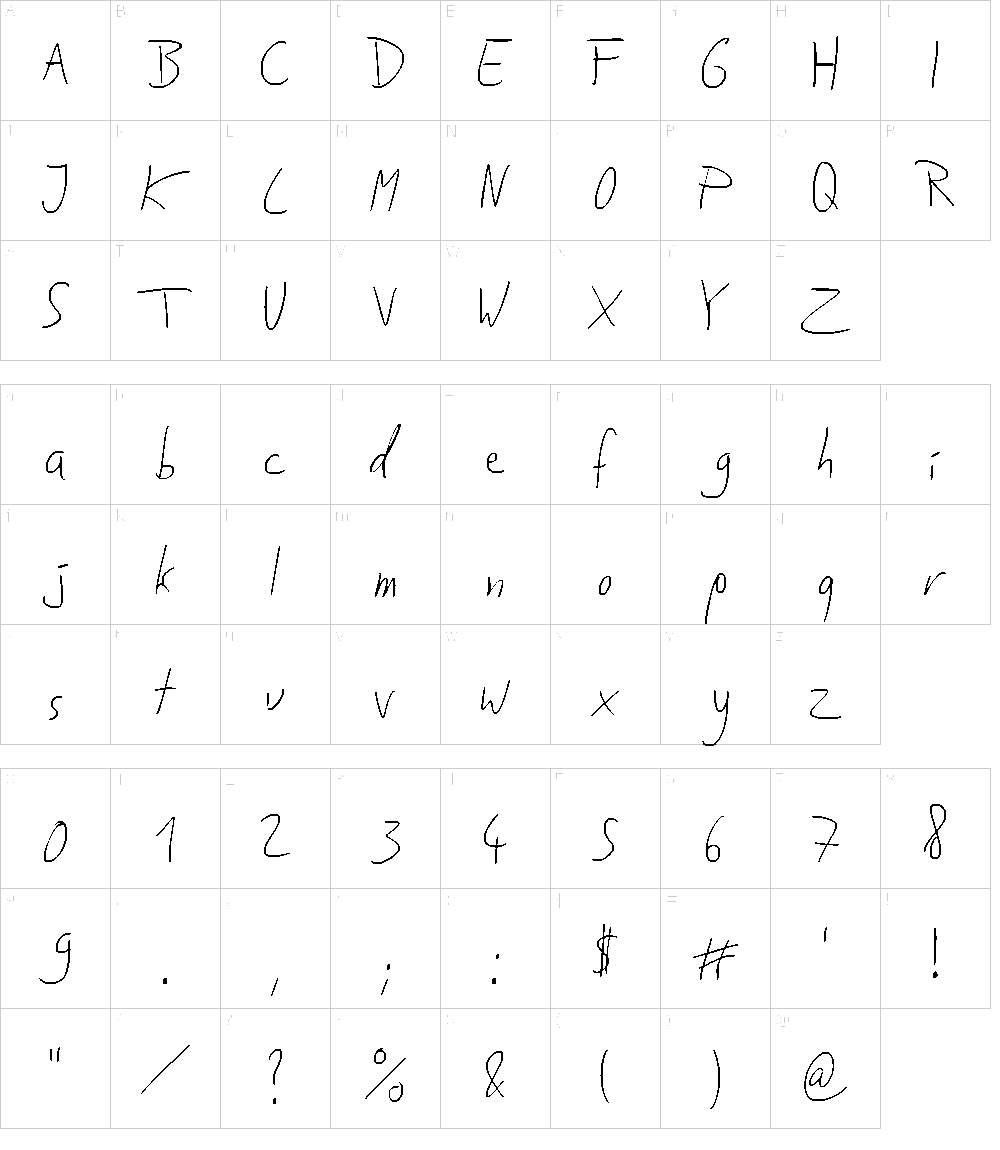 A B C D E F G H I
J K L M N O P Q R
S T U V W X Y Z
a b c d e f g h i
j k l m n o p q r
s t u v w x y z
0 1 2 3 4 5 6 7 8
9 . , ; : $ # ' !
" / ? % & ( ) @